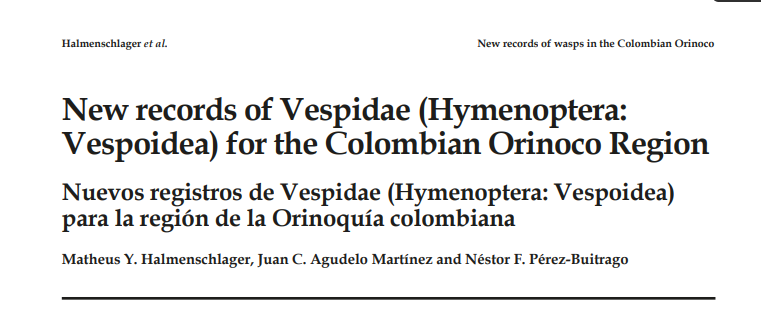 Halmenschlager et al.
New records of wasps in the Colombian Orinoco
New records of Vespidae (Hymenoptera:
Vespoidea) for the Colombian Orinoco Region
Nuevos registros de Vespidae (Hymenoptera: Vespoidea)
para la región de la Orinoquía colombiana
Matheus Y. Halmenschlager, Juan C. Agudelo Martínez and Néstor F. Pérez-Buitrago